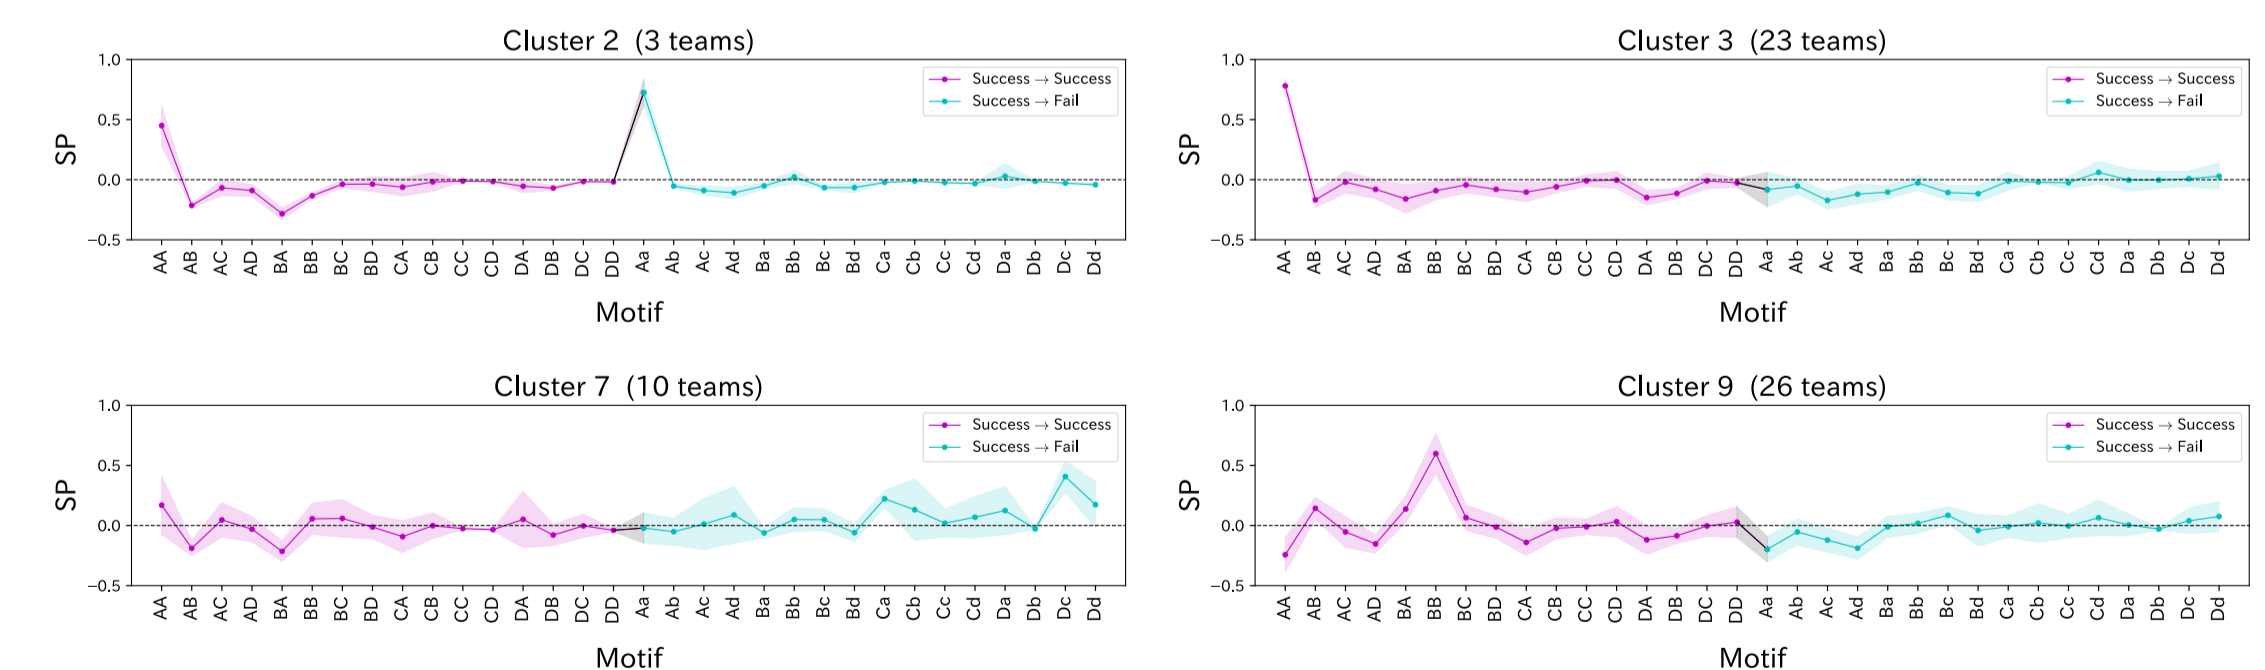 Cluster 2 (3 teams)
1.0
0.5
0.0
−0.5
SP
Success → Success
Success → Fail
AA AB AC AD BA BB BC BD CA CB CC CD DA DB DC DD Aa Ab Ac Ad Ba Bb Bc Bd Ca Cb Cc Cd Da Db Dc Dd
Motif
Cluster 3 (23 teams)
1.0
0.5
0.0
−0.5
SP
Success → Success
Success → Fail
AA AB AC AD BA BB BC BD CA CB CC CD DA DB DC DD Aa Ab Ac Ad Ba Bb Bc Bd Ca Cb Cc Cd Da Db Dc Dd
Motif
Cluster 7 (10 teams)
1.0
0.5
0.0
−0.5
SP
Success → Success
Success → Fail
AA AB AC AD BA BB BC BD CA CB CC CD DA DB DC DD Aa Ab Ac Ad Ba Bb Bc Bd Ca Cb Cc Cd Da Db Dc Dd
Motif
Cluster 9 (26 teams)
1.0
0.5
0.0
−0.5
SP
Success → Success
Success → Fail
AA AB AC AD BA BB BC BD CA CB CC CD DA DB DC DD Aa Ab Ac Ad Ba Bb Bc Bd Ca Cb Cc Cd Da Db Dc Dd
Motif